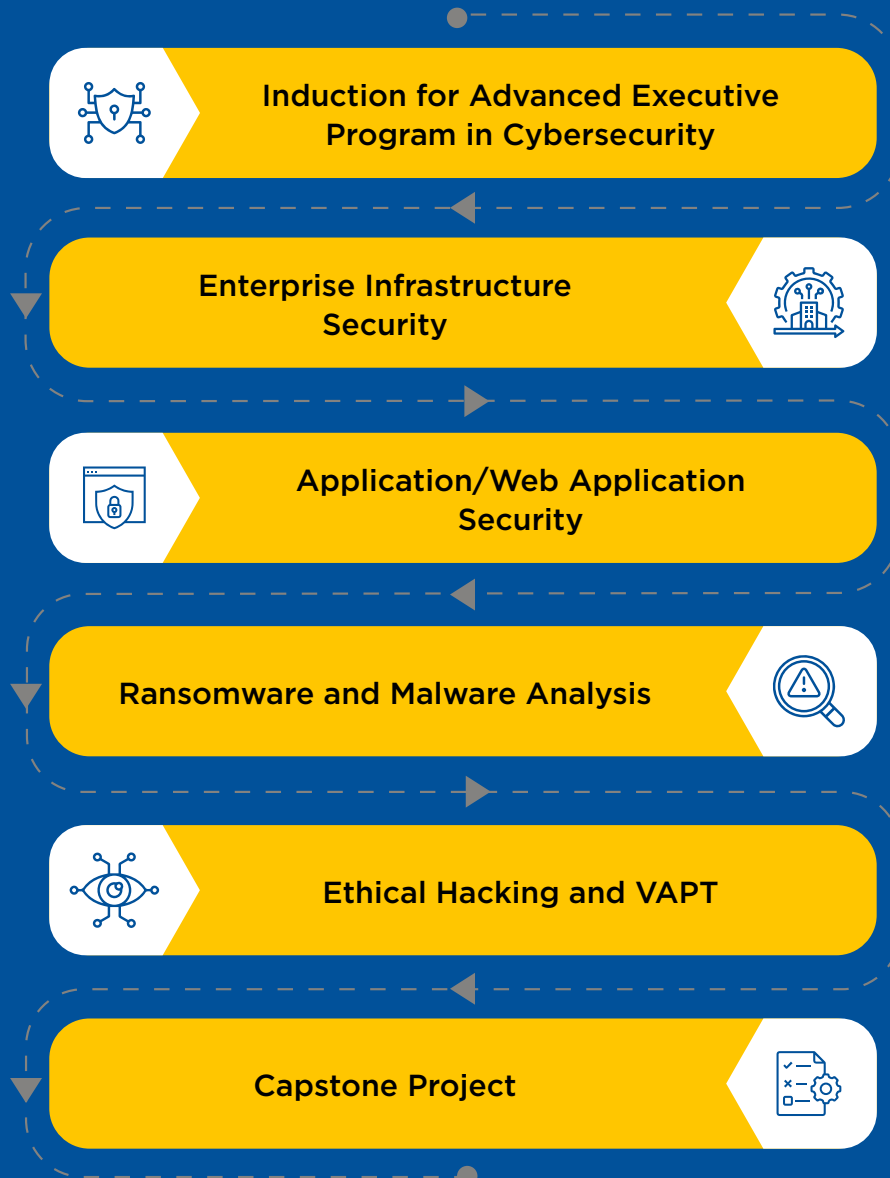 Induction for Advanced Executive
Program in Cybersecurity
Enterprise Infrastructure
Security
Application/Web Application
Security
Ransomware and Malware Analysis
Ethical Hacking and VAPT
Capstone Project